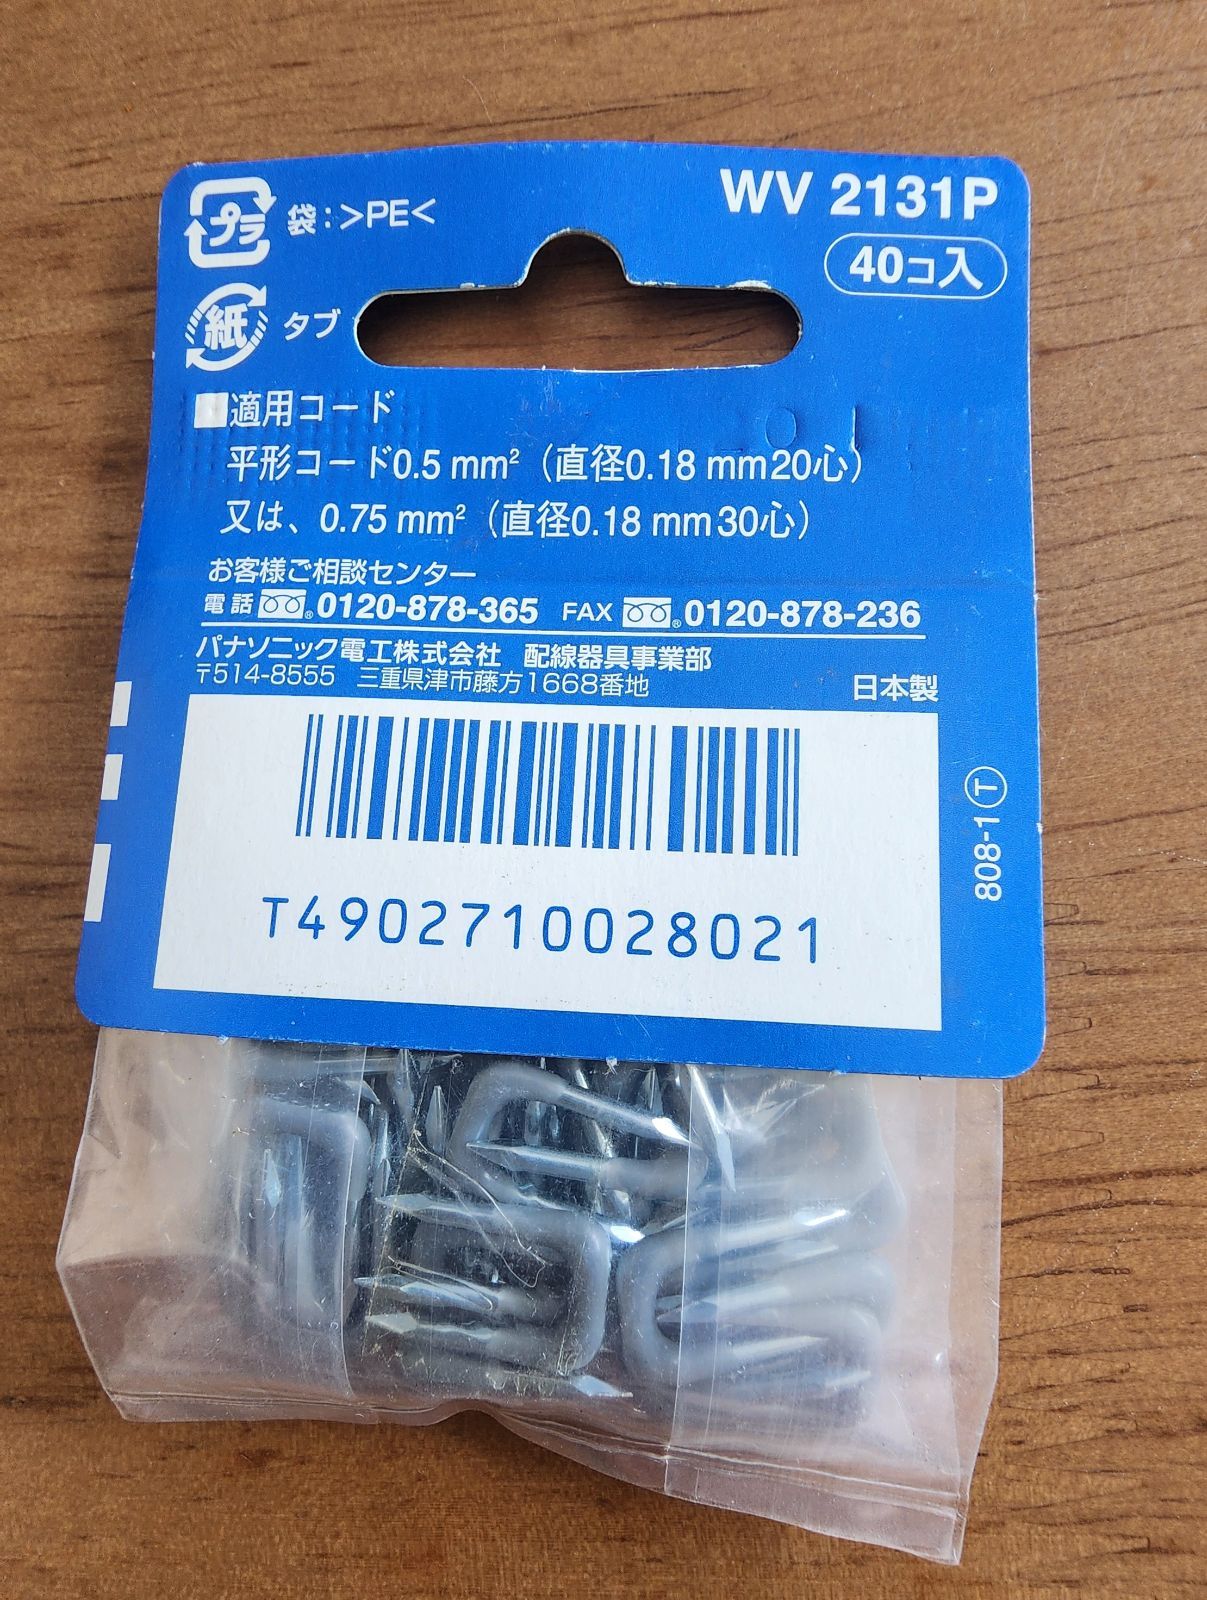 プラ 袋:>PE<
WV 2131P
40コ入
紙 タブ
■適用コード
平形コード0.5 mm²（直径0.18 mm20心）
又は、0.75 mm²（直径0.18 mm30心）
お客様ご相談センター
電話 0120-878-365 FAX 0120-878-236
パナソニック電工株式会社 配線器具事業部
〒514-8555 三重県津市藤方1668番地
日本製
808-1Ⓣ
T4902710028021